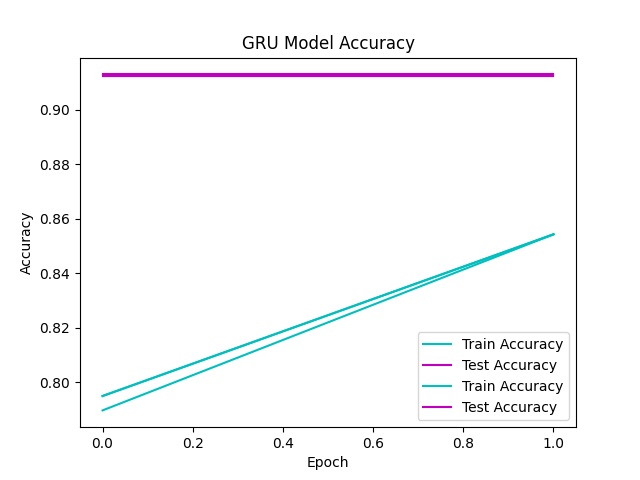 GRU Model Accuracy
Accuracy
0.90
0.88
0.86
0.84
0.82
0.80
Train Accuracy
Test Accuracy
Train Accuracy
Test Accuracy
0.0 0.2 0.4 0.6 0.8 1.0
Epoch